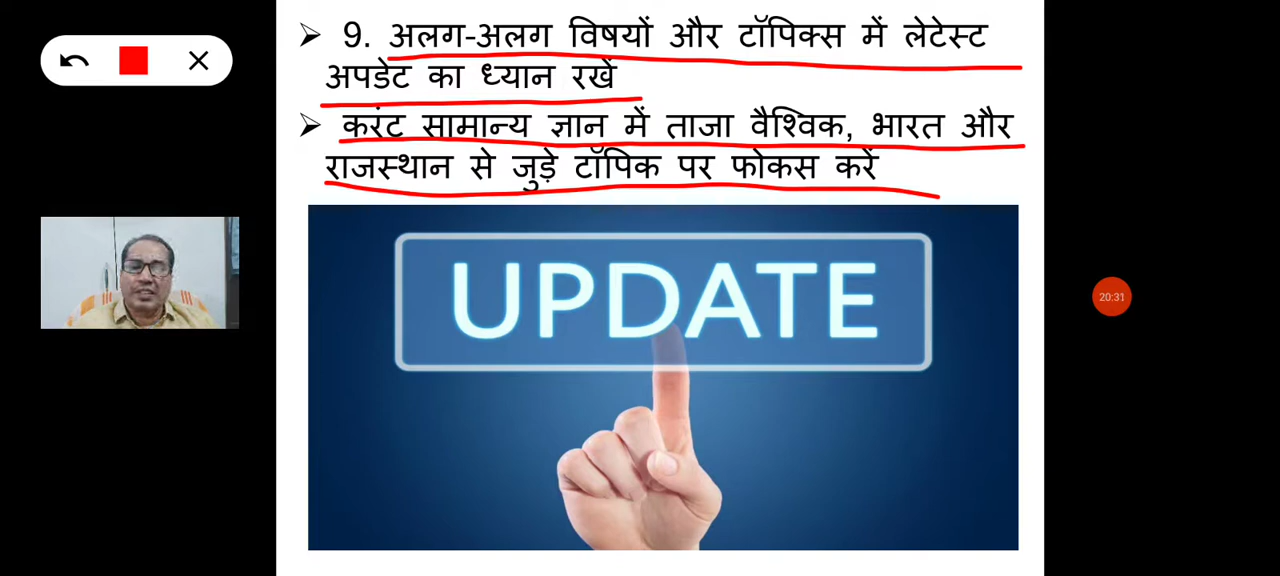 ➢ 9. अलग-अलग विषयों और टॉपिक्स में लेटेस्ट
अपडेट का ध्यान रखें
➢ करंट सामान्य ज्ञान में ताजा वैश्विक, भारत और
राजस्थान से जुड़े टॉपिक पर फोकस करें
UPDATE
20:31